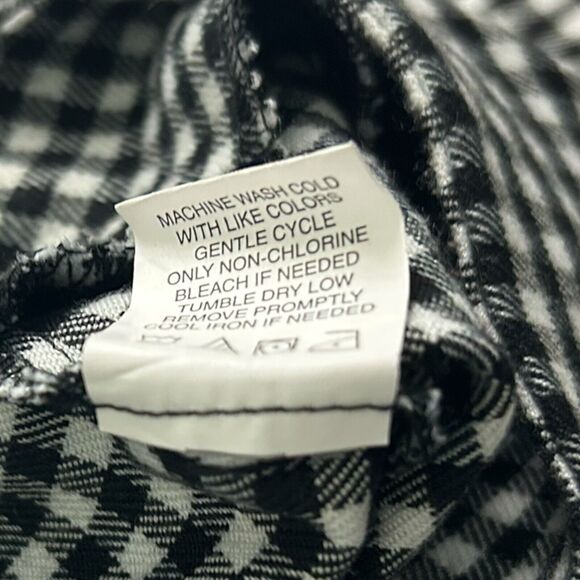 MACHINE WASH COLD
WITH LIKE COLORS
GENTLE CYCLE
ONLY NON-CHLORINE
BLEACH IF NEEDED
TUMBLE DRY LOW
REMOVE PROMPTLY
COOL IRON IF NEEDED